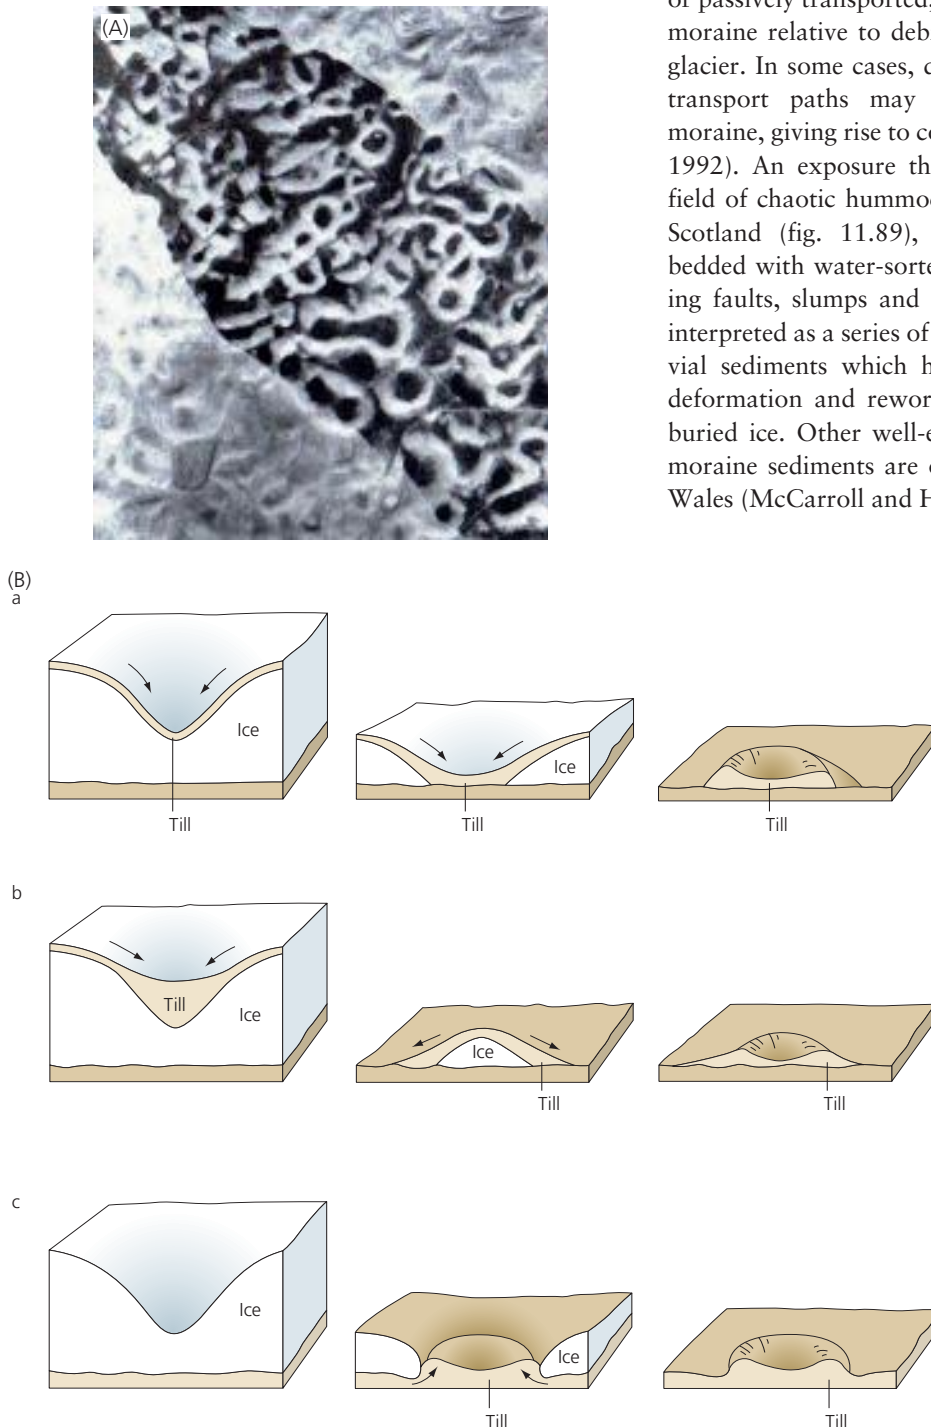 (A)
or passively transported,
moraine relative to deb
glacier. In some cases, c
transport paths may
moraine, giving rise to co
1992). An exposure th
field of chaotic hummoc
Scotland (fig. 11.89),
bedded with water-sorte
ing faults, slumps and
interpreted as a series of
vial sediments which h
deformation and rewor
buried ice. Other well-e
moraine sediments are
Wales (McCarroll and H
(B)
a
Ice
Ice
Till
Till
Till
b
Till
Ice
Ice
Till
Till
c
Ice
Ice
Till
Till